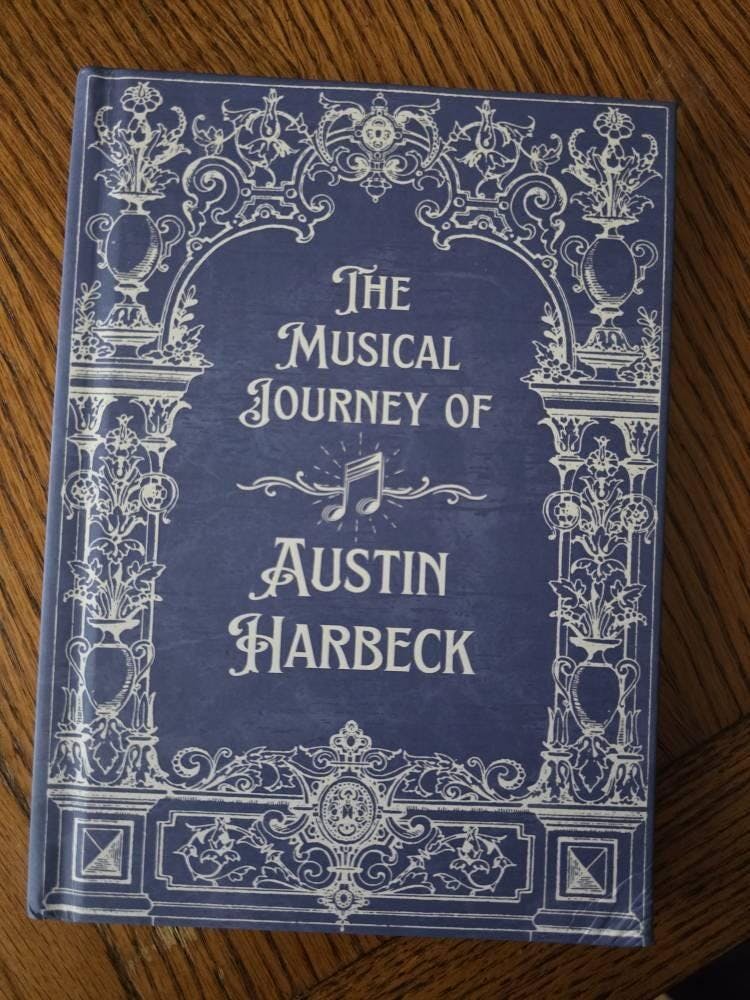 The
Musical
Journey of
Austin
Harbeck